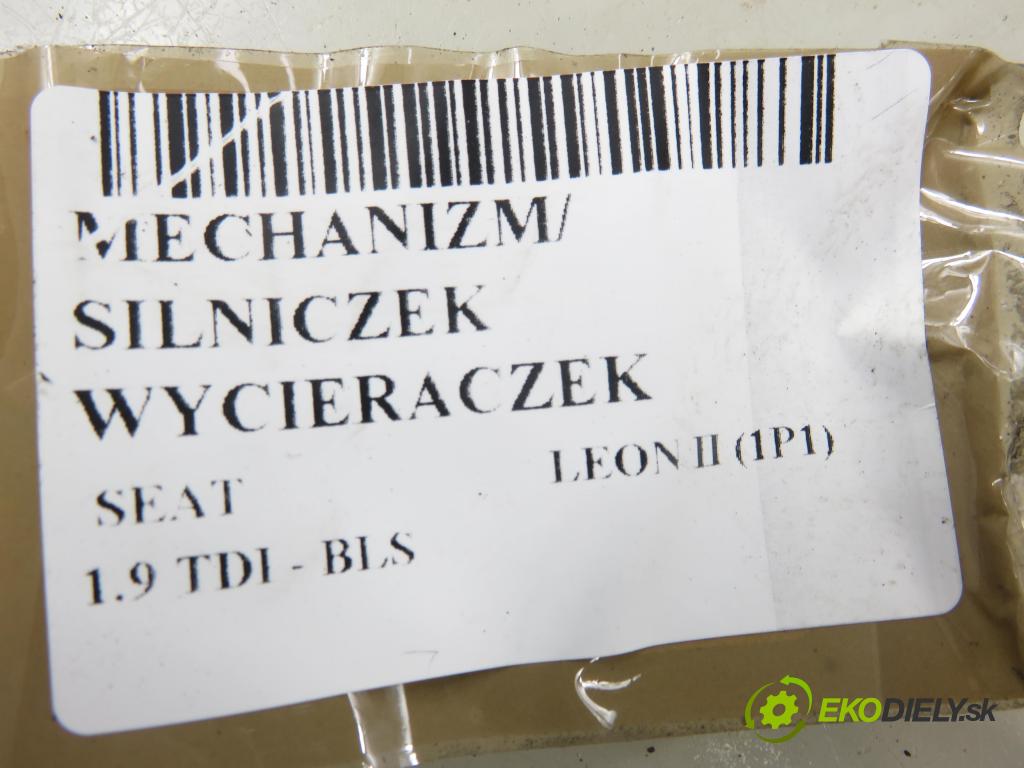 MECHANIZM/
SILNICZEK
WYCIERACZEK
SEAT LEON II (1P1)
1.9 TDI - BLS
EKODIELY.sk